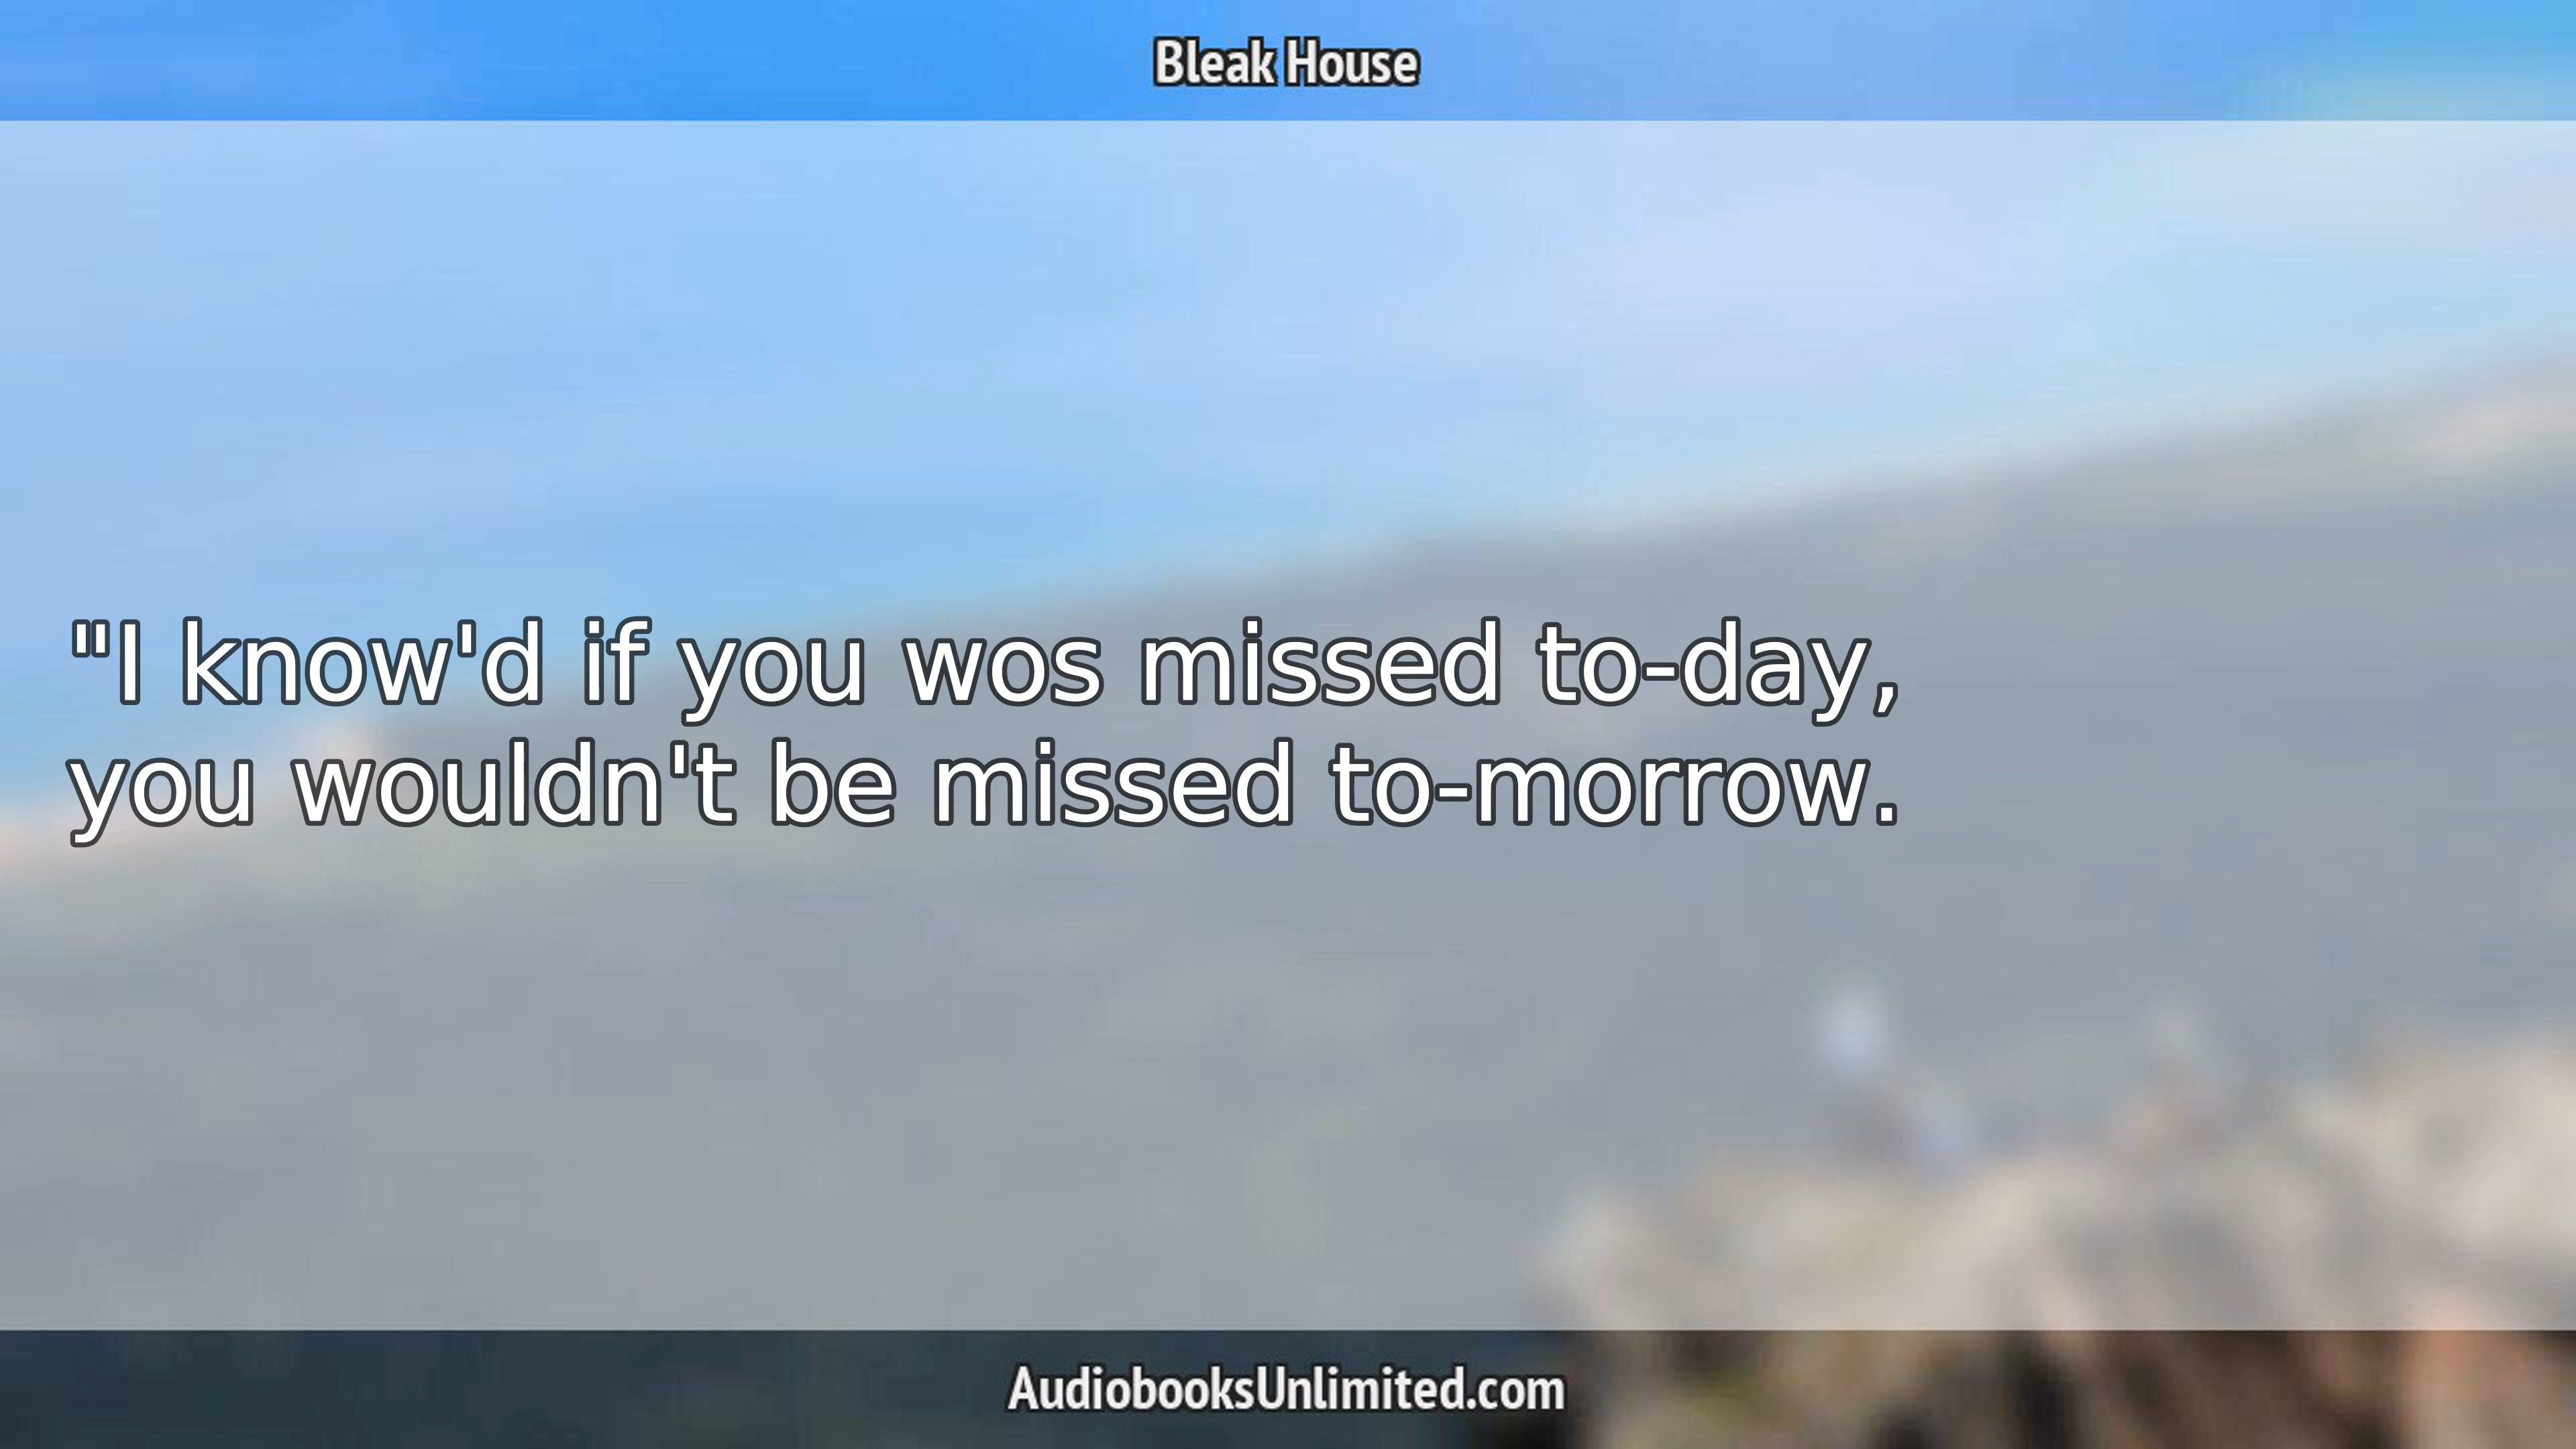 Bleak House
"I know'd if you wos missed to-day,
you wouldn't be missed to-morrow.
AudiobooksUnlimited.com